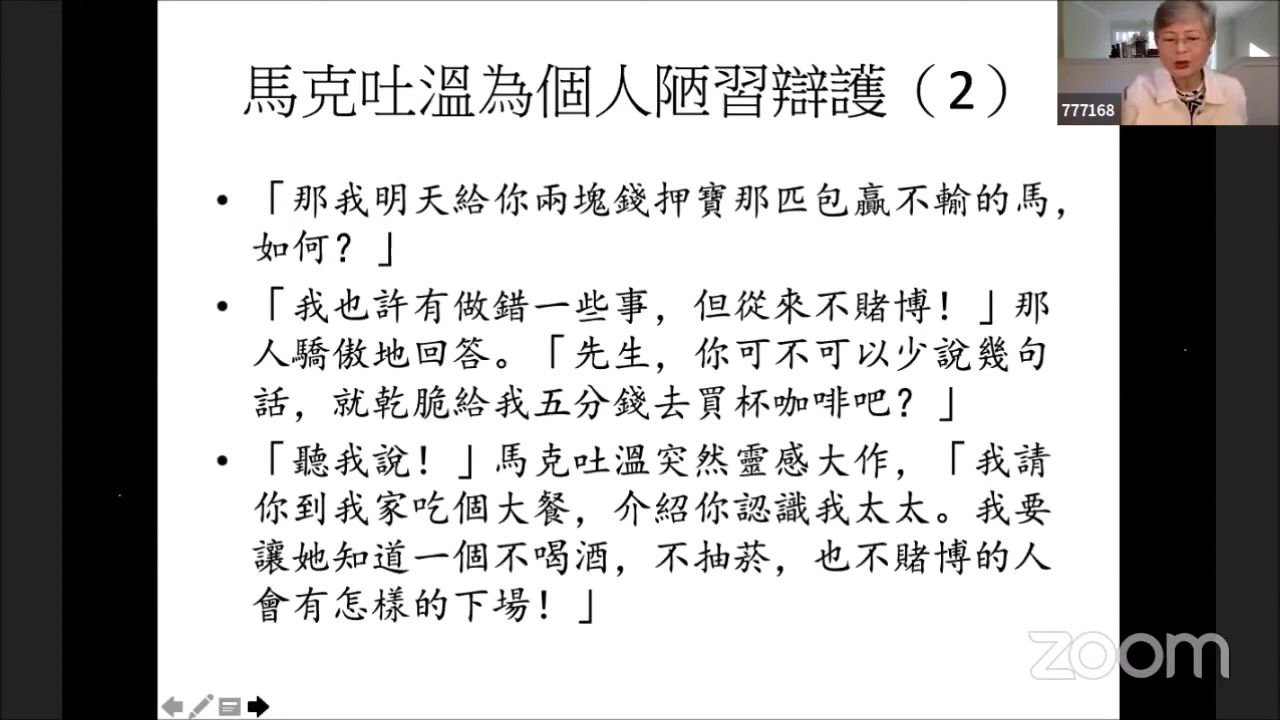 馬克吐溫為個人陋習辯護（2）
777168
• 「那我明天給你兩塊錢押寶那匹包贏不輸的馬，
如何？」
• 「我也許有做錯一些事，但從來不賭博！」那
人驕傲地回答。「先生，你可不可以少說幾句
話，就乾脆給我五分錢去買杯咖啡吧？」
• 「聽我說！」馬克吐溫突然靈感大作，「我請
你到我家吃個大餐，介紹你認識我太太。我要
讓她知道一個不喝酒，不抽菸，也不賭博的人
會有怎樣的下場！」
zoom